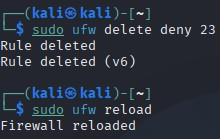 ┌──(kali㉿kali)-[~]
└─$ sudo ufw delete deny 23
Rule deleted
Rule deleted (v6)
┌──(kali㉿kali)-[~]
└─$ sudo ufw reload
Firewall reloaded